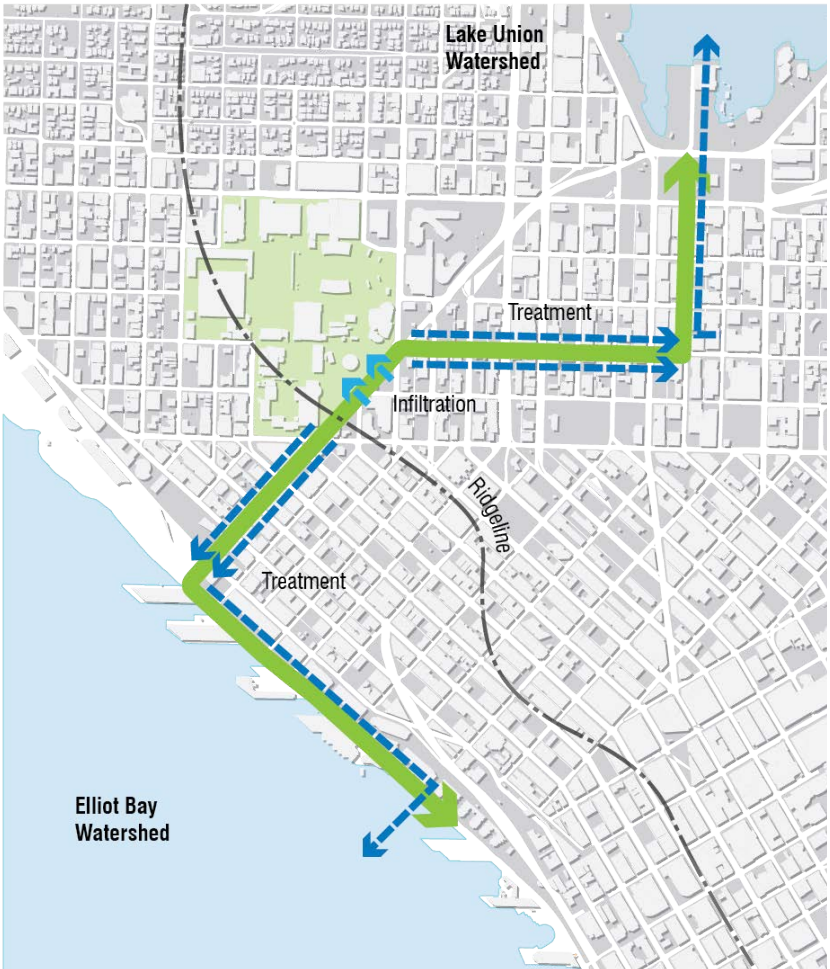 Lake Union
Watershed
Treatment
Infiltration
Ridgeline
Treatment
Elliot Bay
Watershed